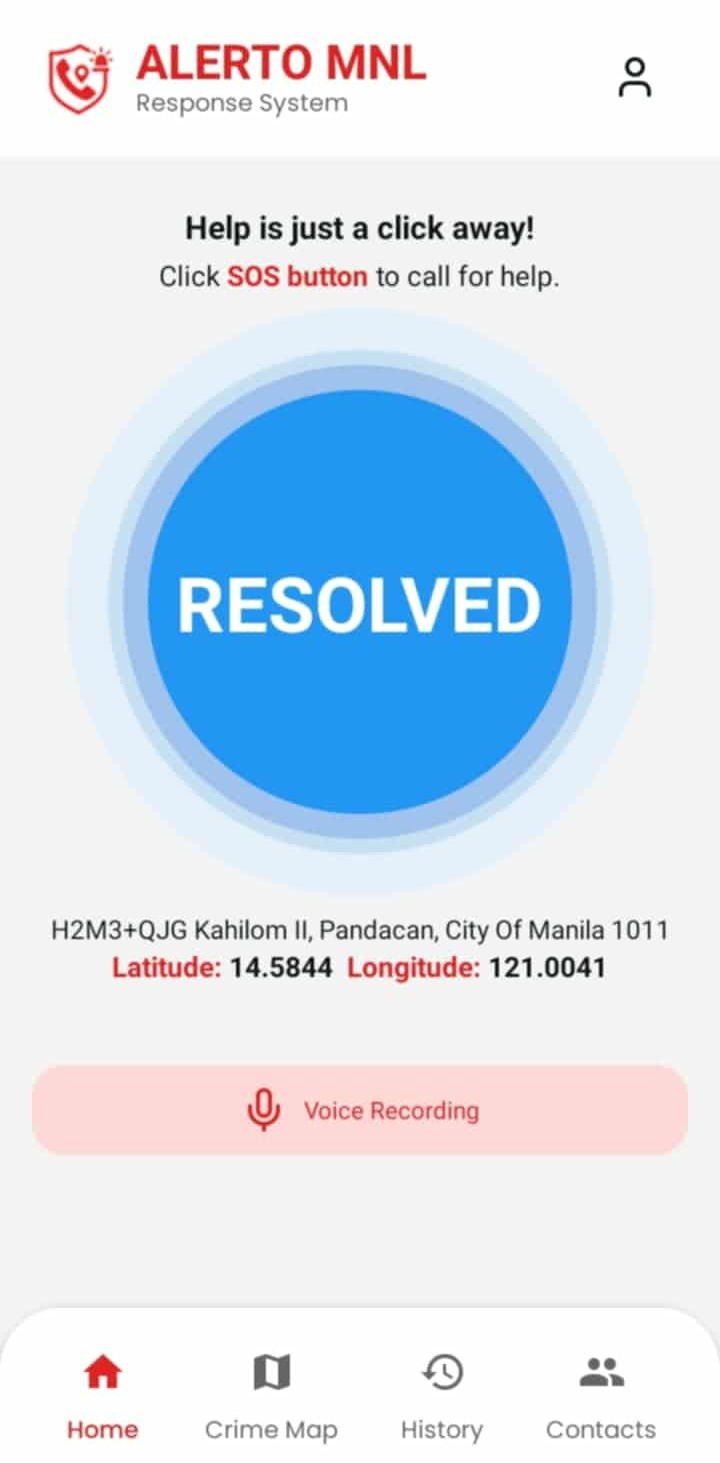 ALERTO MNL
Response System
Help is just a click away!
Click SOS button to call for help.
RESOLVED
H2M3+QJG Kahilom II, Pandacan, City Of Manila 1011
Latitude: 14.5844 Longitude: 121.0041
Voice Recording
Home Crime Map History Contacts